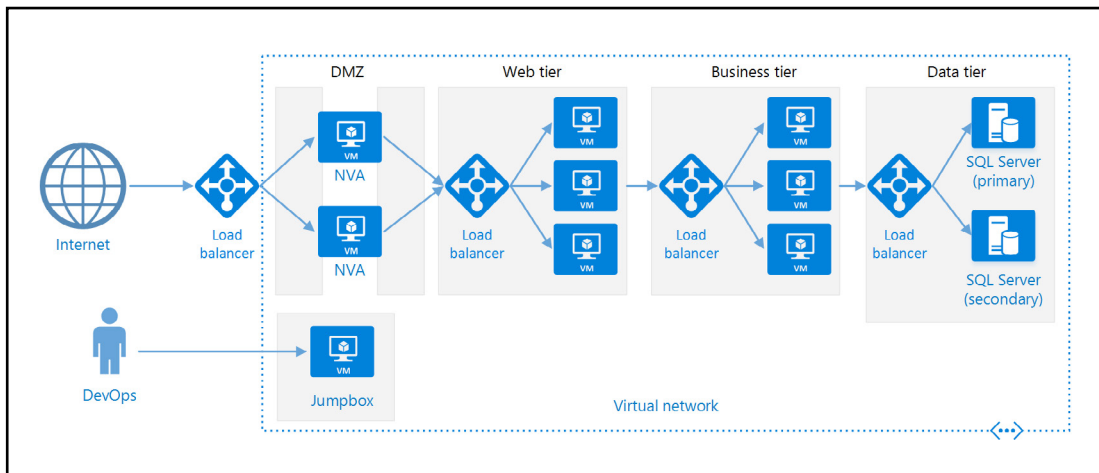 DMZ
Web tier
Business tier
Data tier
VM
NVA
VM
NVA
VM
VM
VM
VM
VM
VM
SQL Server
(primary)
SQL Server
(secondary)
Internet
Load
balancer
Load
balancer
Load
balancer
Load
balancer
DevOps
VM
Jumpbox
Virtual network